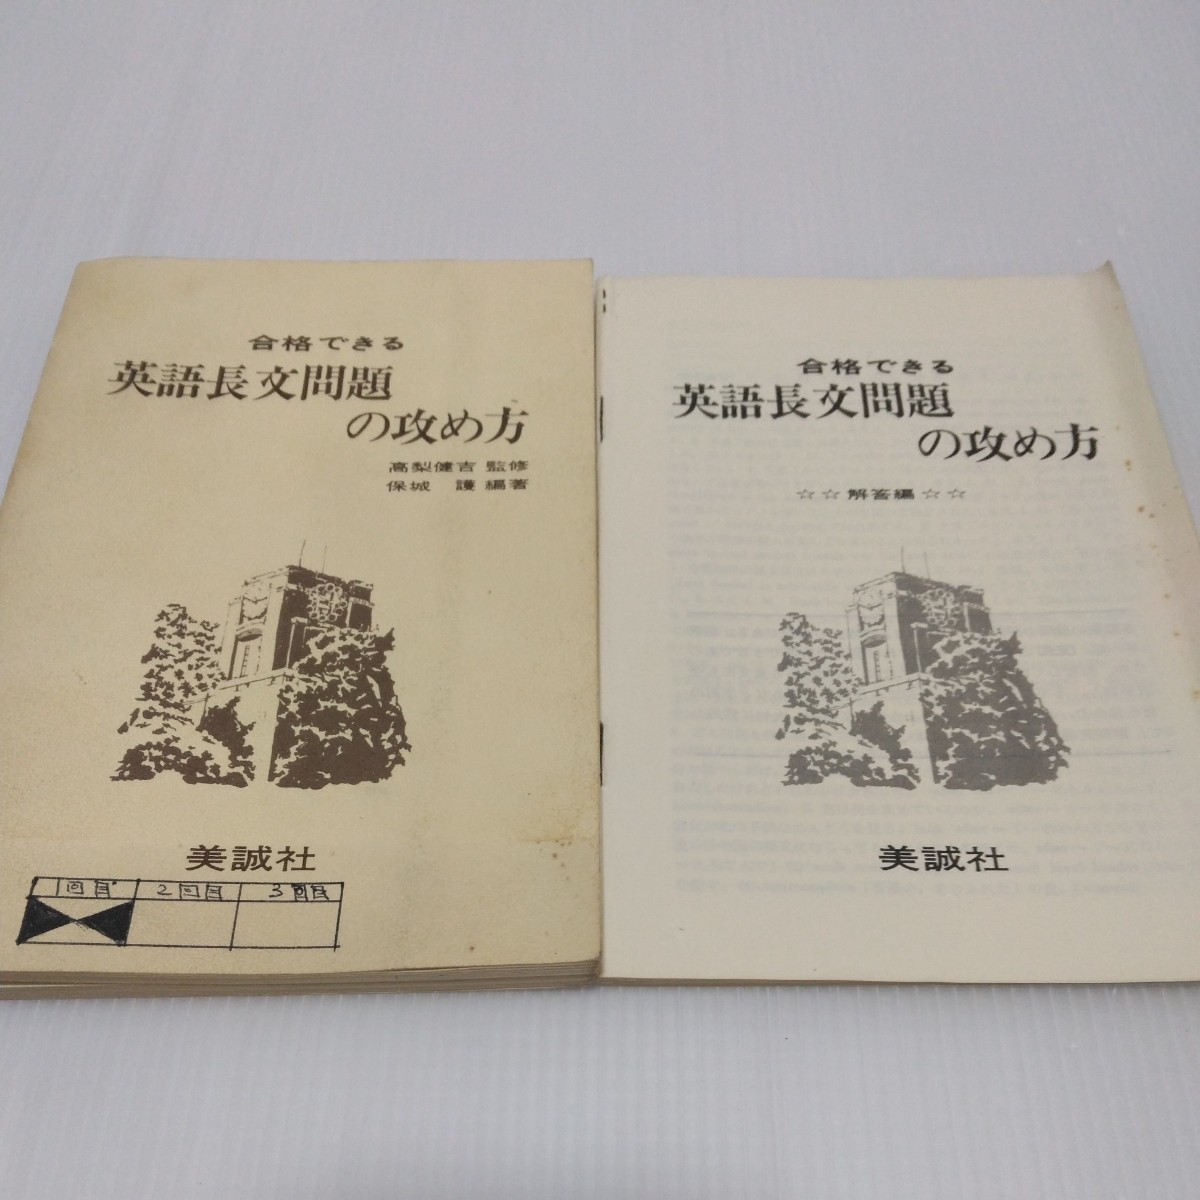 合格できる
英語長文問題
の攻め方
高梨健吉 監修
保城 護 編著
美誠社
1回目 2回目 3回目
合格できる
英語長文問題
の攻め方
☆☆解答編☆☆
美誠社